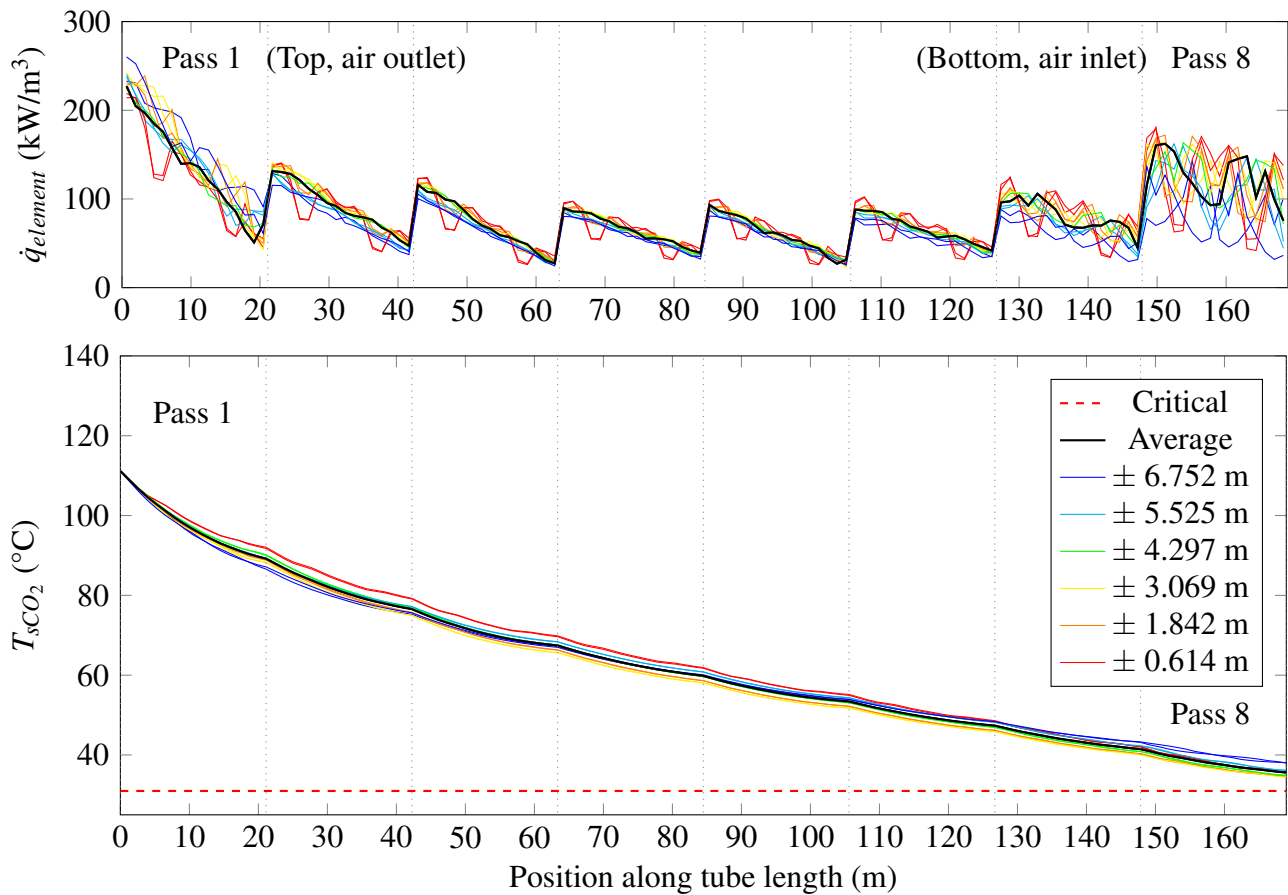 300
200
100
0
q̇element (kW/m³)
Pass 1 (Top, air outlet)
(Bottom, air inlet) Pass 8
0 10 20 30 40 50 60 70 80 90 100 110 120 130 140 150 160
140
120
100
80
60
40
TsCO2 (°C)
Pass 1
Critical
Average
± 6.752 m
± 5.525 m
± 4.297 m
± 3.069 m
± 1.842 m
± 0.614 m
Pass 8
0 10 20 30 40 50 60 70 80 90 100 110 120 130 140 150 160
Position along tube length (m)